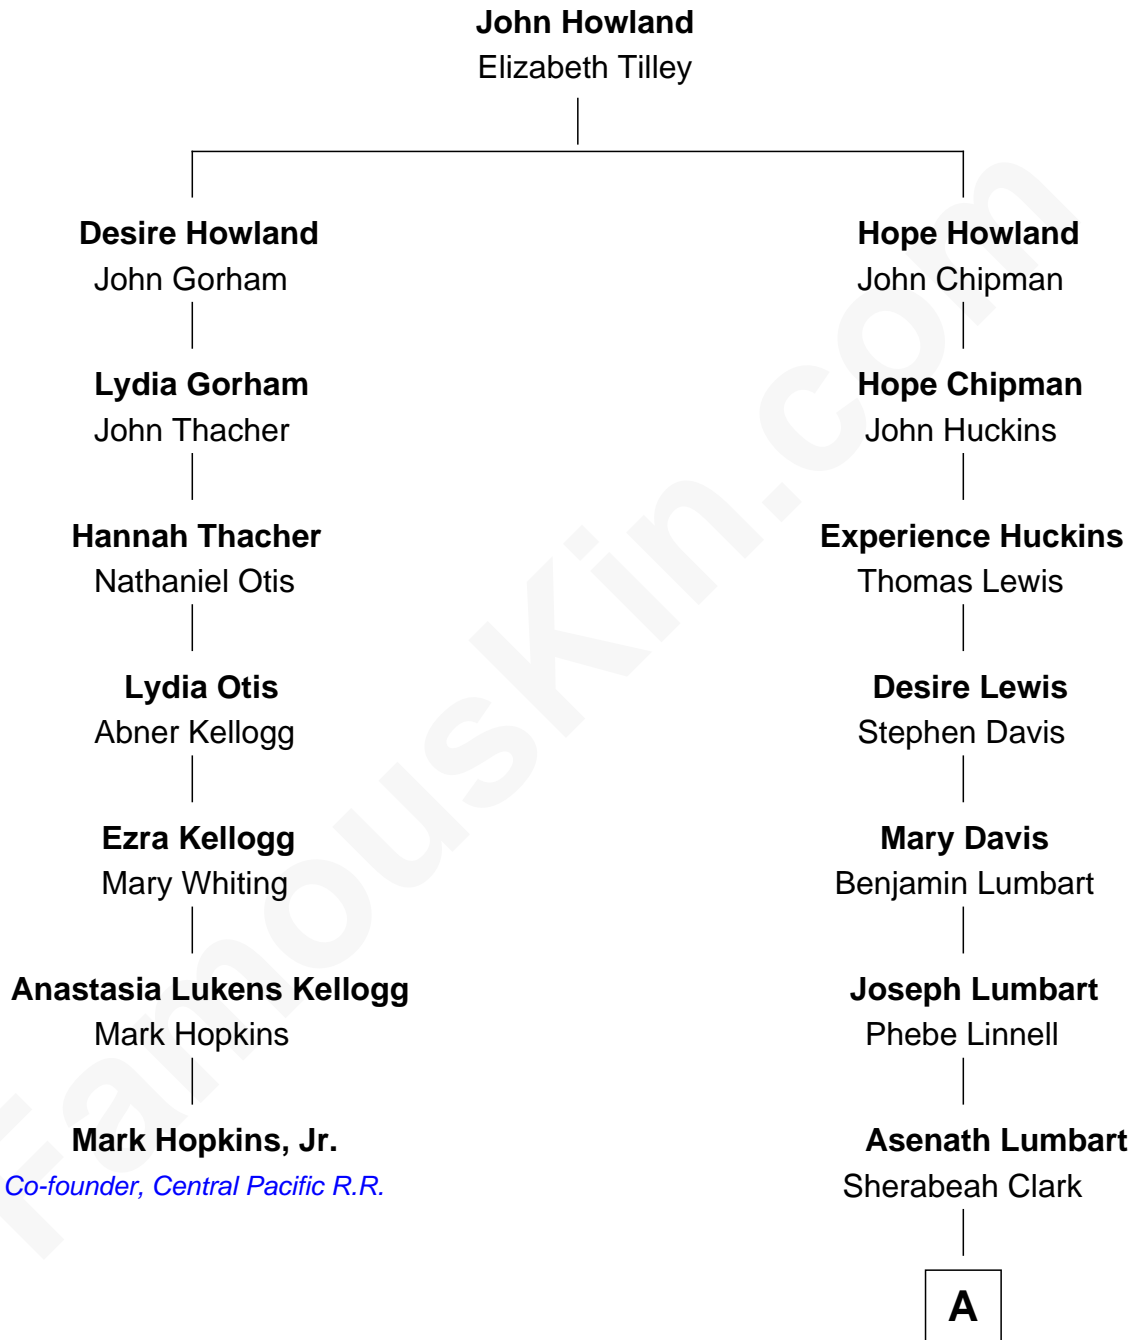 John Howland
Elizabeth Tilley
Desire Howland
John Gorham
Hope Howland
John Chipman
Lydia Gorham
John Thacher
Hope Chipman
John Huckins
Hannah Thacher
Nathaniel Otis
Experience Huckins
Thomas Lewis
Lydia Otis
Abner Kellogg
Desire Lewis
Stephen Davis
Ezra Kellogg
Mary Whiting
Mary Davis
Benjamin Lumbart
Anastasia Lukens Kellogg
Mark Hopkins
Joseph Lumbart
Phebe Linnell
Mark Hopkins, Jr.
Co-founder, Central Pacific R.R.
Asenath Lumbart
Sherabeah Clark
A
FamousKin.com